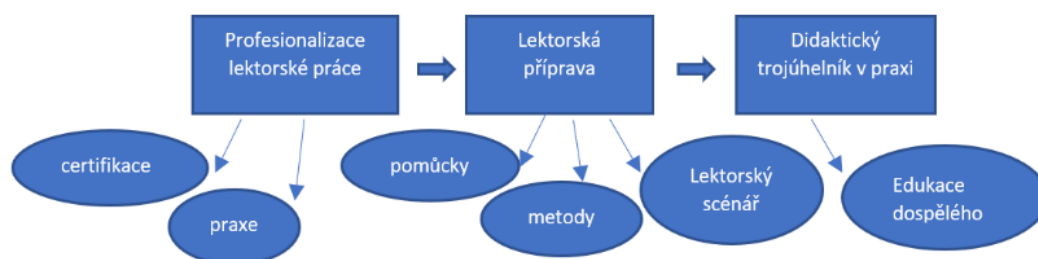 Profesionalizace
lektorské práce
Lektorská
příprava
Didaktický
trojúhelník v praxi
certifikace
praxe
pomůcky
metody
Lektorský
scénář
Edukace
dospělého